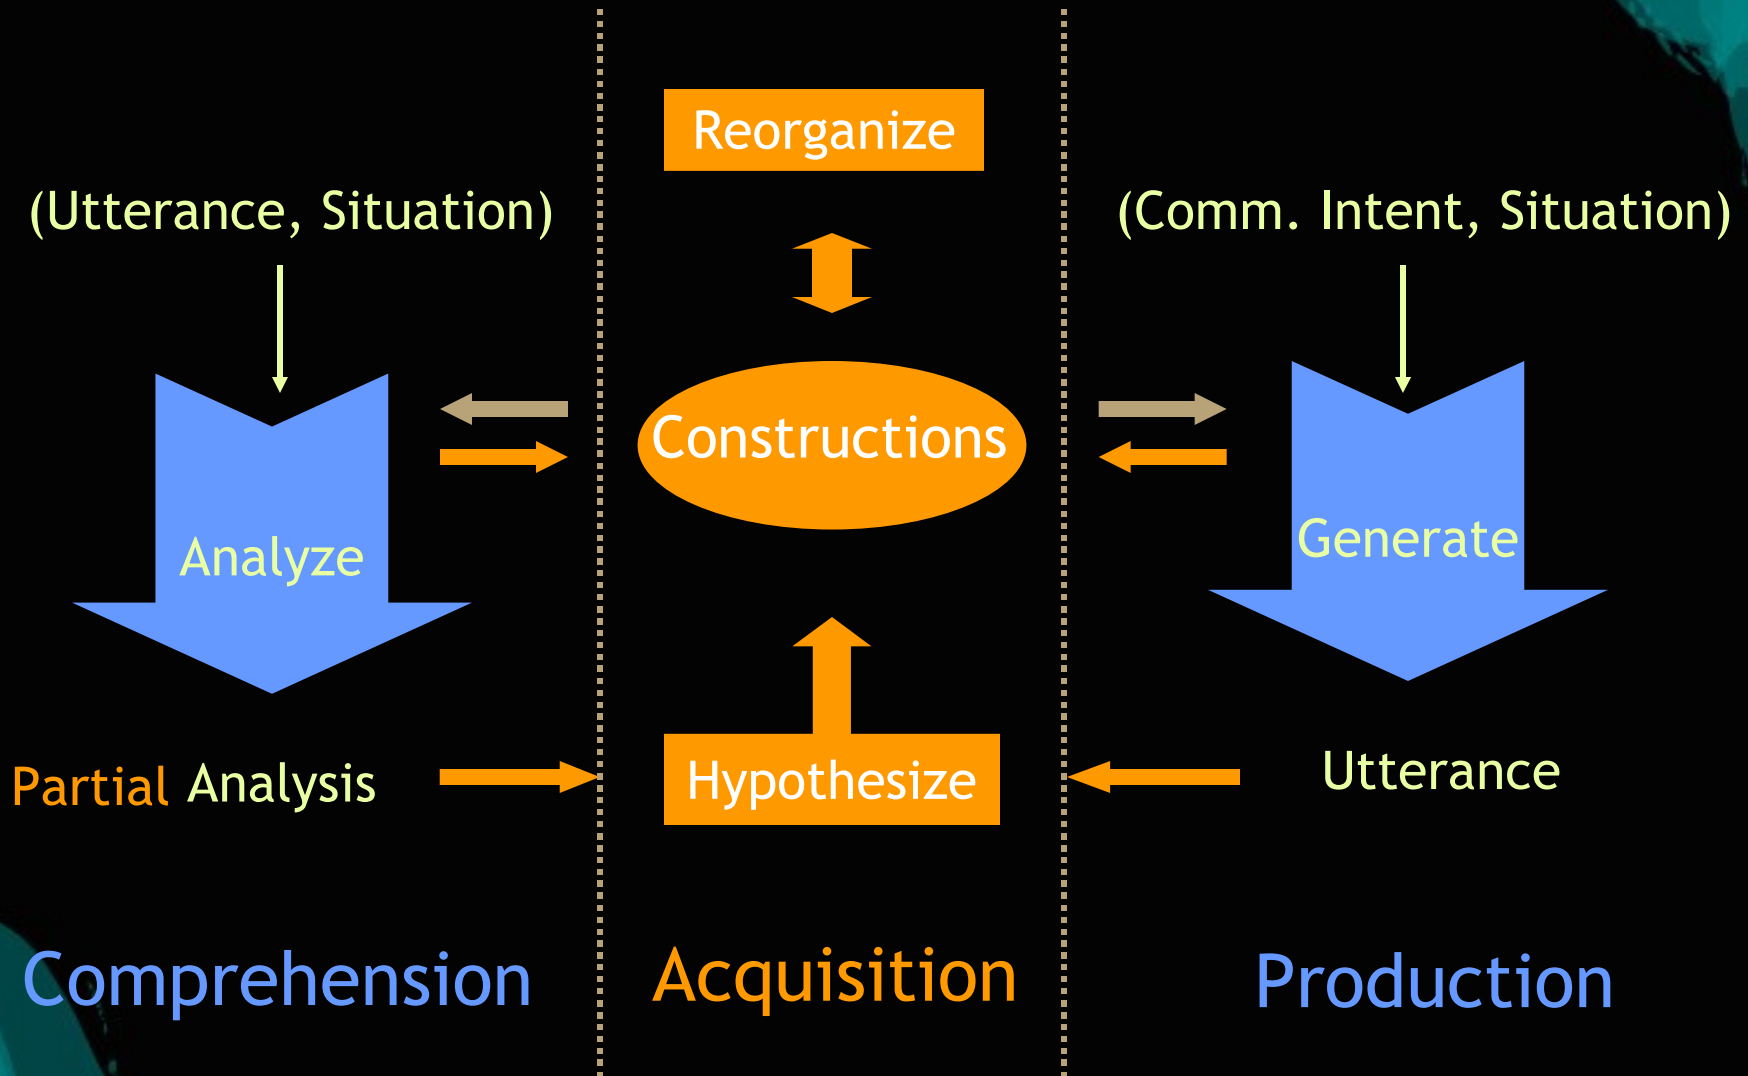 Reorganize
(Utterance, Situation)
(Comm. Intent, Situation)
Constructions
Analyze
Generate
Partial Analysis
Hypothesize
Utterance
Comprehension
Acquisition
Production